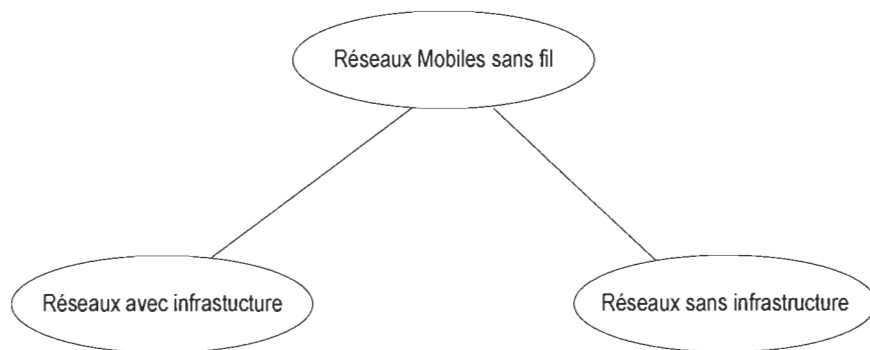 Réseaux Mobiles sans fil
Réseaux avec infrastucture
Réseaux sans infrastructure